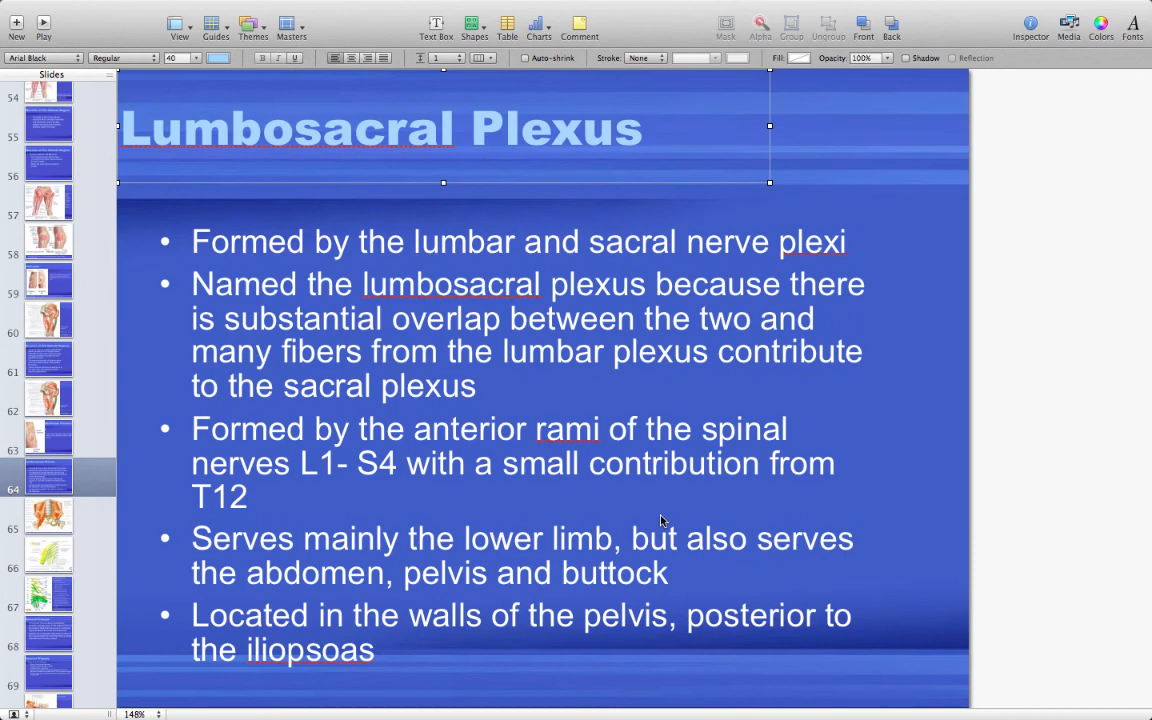 New
Play
View
Guides
Themes
Masters
Text Box
Shapes
Table
Charts
Comment
Mask
Alpha
Group
Ungroup
Front
Back
Inspector
Media
Colors
Fonts
Arial Black
Regular
40
B I U
1
Auto-shrink
Stroke: None
Fill:
Opacity: 100%
Shadow
Reflection
Slides
54
55
56
57
58
59
60
61
62
63
64
65
66
67
68
69
Lumbosacral Plexus
• Formed by the lumbar and sacral nerve plexi
• Named the lumbosacral plexus because there
is substantial overlap between the two and
many fibers from the lumbar plexus contribute
to the sacral plexus
• Formed by the anterior rami of the spinal
nerves L1- S4 with a small contribution from
T12
• Serves mainly the lower limb, but also serves
the abdomen, pelvis and buttock
• Located in the walls of the pelvis, posterior to
the iliopsoas
148%